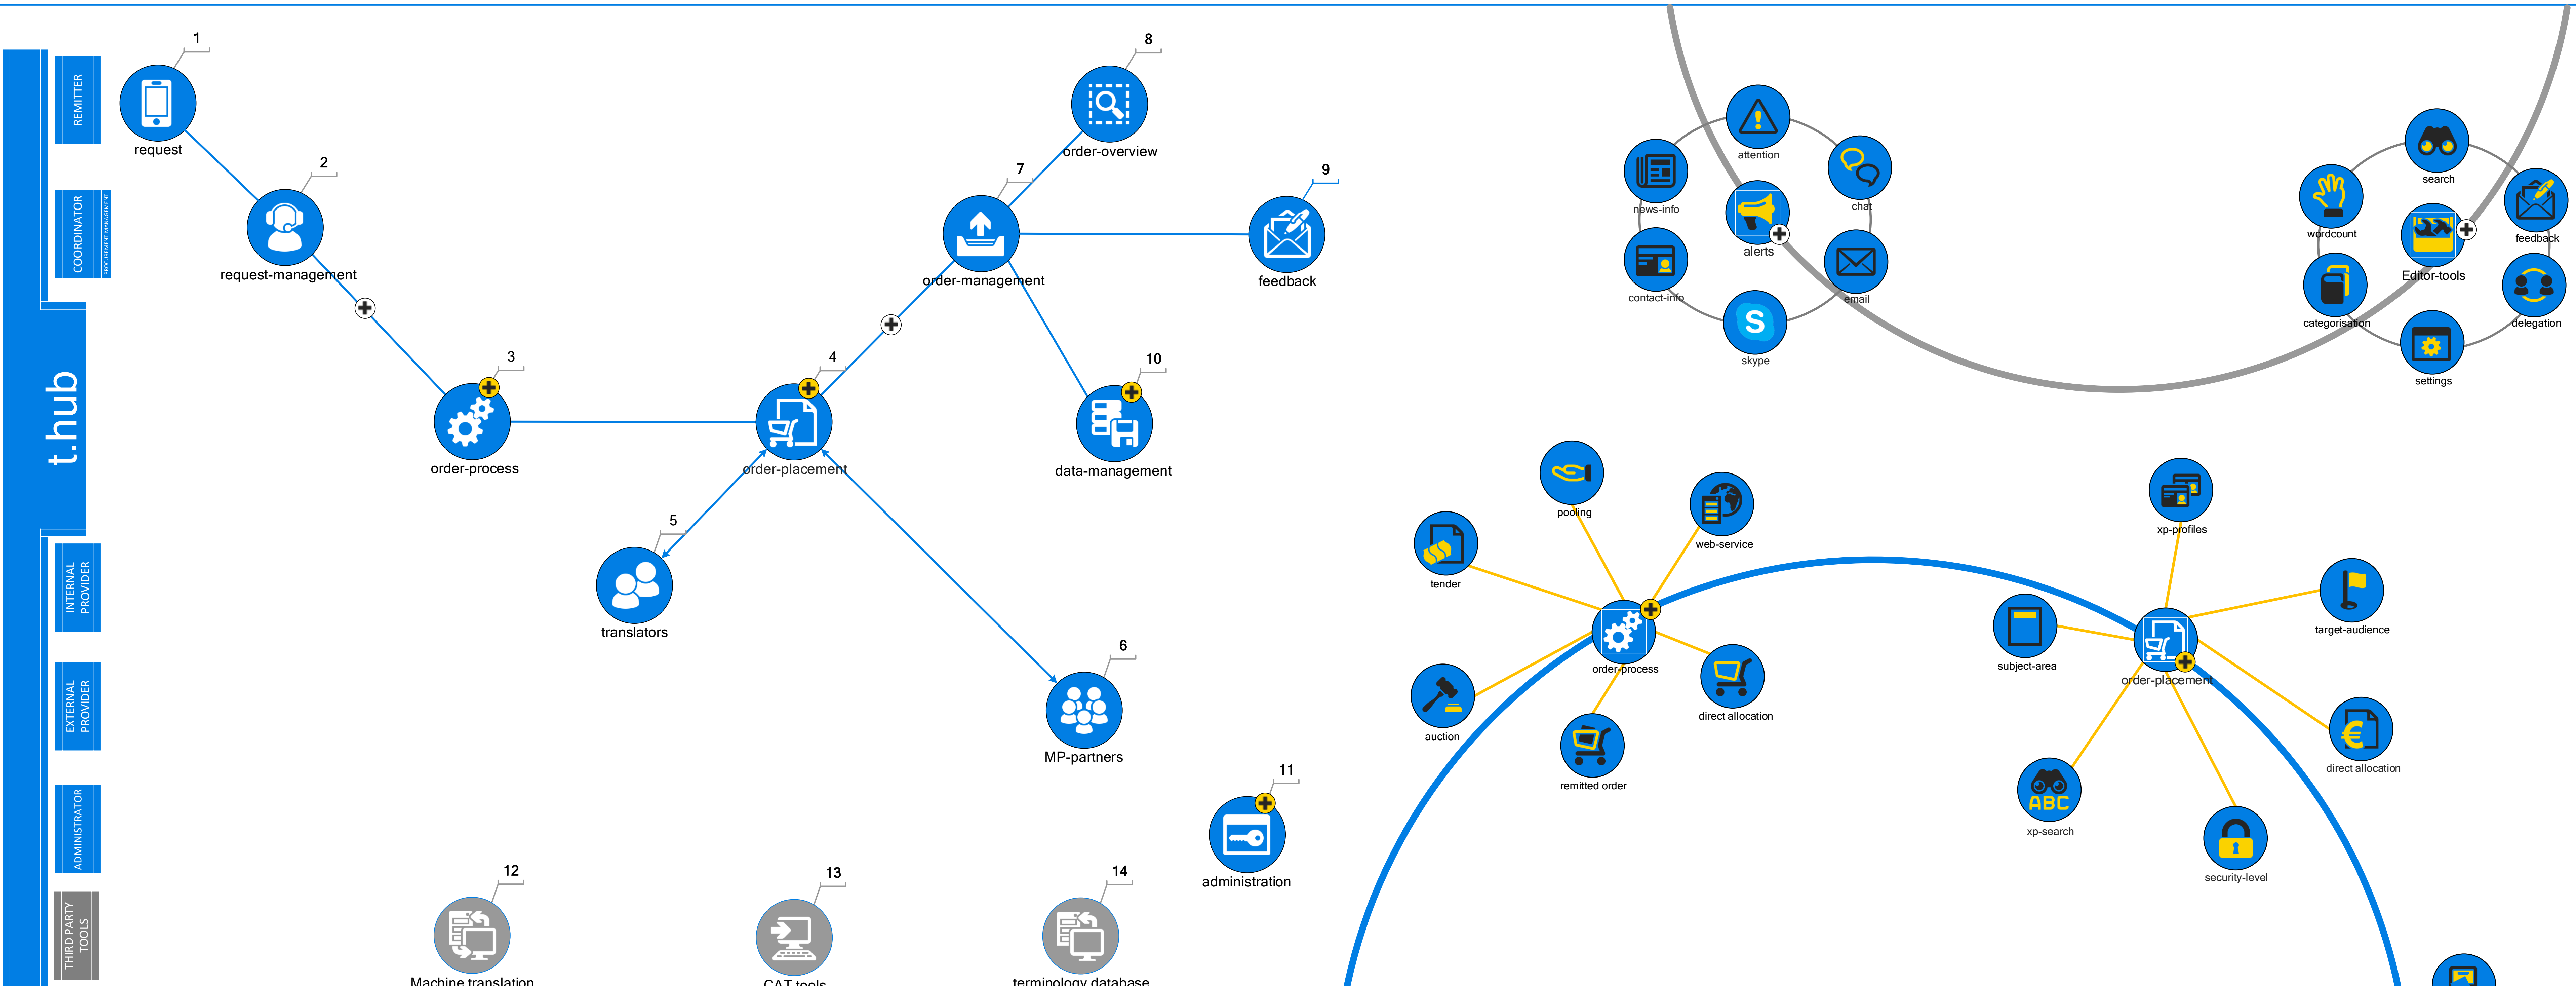 REMITTER
COORDINATOR
PROCUREMENT MANAGEMENT
t.hub
INTERNAL
PROVIDER
EXTERNAL
PROVIDER
ADMINISTRATOR
THIRD PARTY
TOOLS
1
request
2
request-management
3
order-process
4
order-placement
5
translators
6
MP-partners
7
order-management
8
order-overview
9
feedback
10
data-management
11
administration
12
Machine translation
13
CAT tools
14
terminology database
attention
news-info
chat
alerts
contact-info
email
S
skype
search
wordcount
feedback
Editor-tools
categorisation
delegation
settings
pooling
web-service
tender
order-process
auction
direct allocation
remitted order
xp-profiles
target-audience
subject-area
order-placement
€
direct allocation
ABC
xp-search
security-level